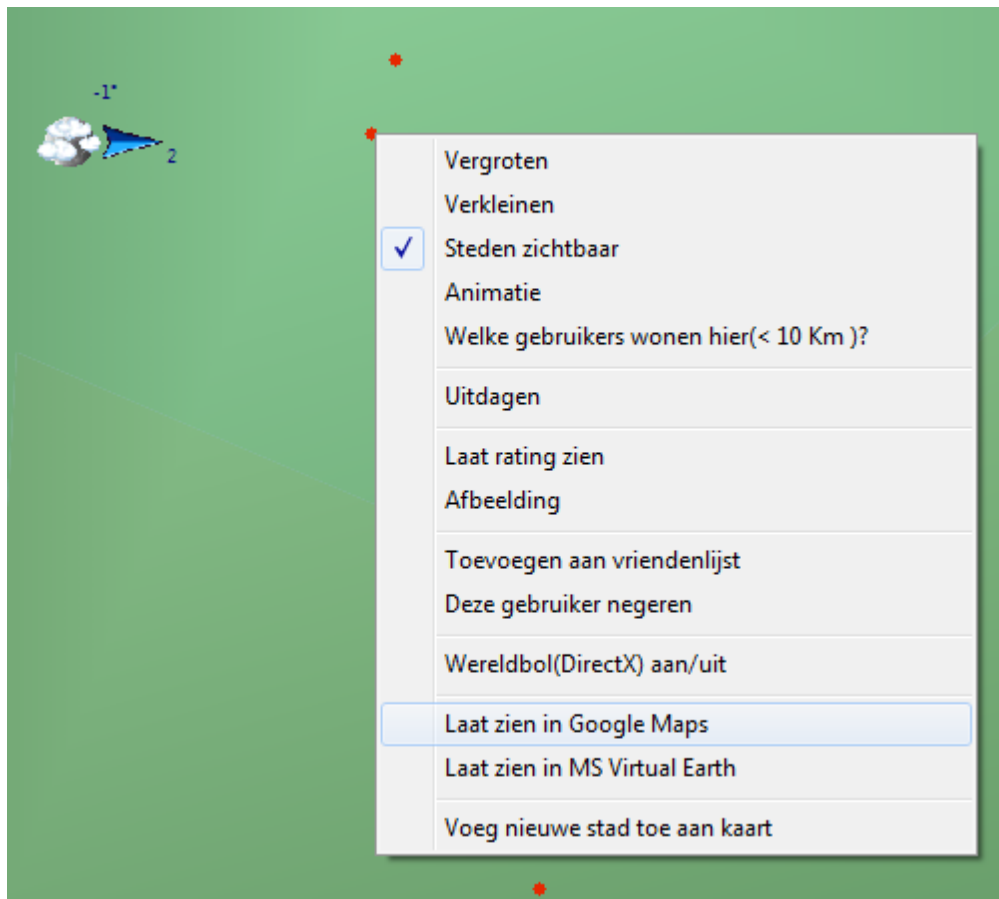 -1°
2
Vergroten
Verkleinen
Steden zichtbaar
Animatie
Welke gebruikers wonen hier(< 10 Km )?
Uitdagen
Laat rating zien
Afbeelding
Toevoegen aan vriendenlijst
Deze gebruiker negeren
Wereldbol(DirectX) aan/uit
Laat zien in Google Maps
Laat zien in MS Virtual Earth
Voeg nieuwe stad toe aan kaart